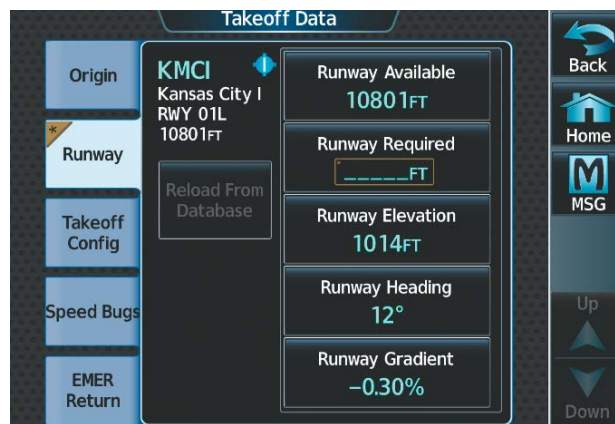 Takeoff Data
Origin
*
Runway
Takeoff
Config
Speed Bugs
EMER
Return
KMCI
Kansas City I
RWY 01L
10801FT
Reload From
Database
Runway Available
10801FT
Runway Required
_____FT
Runway Elevation
1014FT
Runway Heading
12°
Runway Gradient
-0.30%
Back
Home
MSG
Up
Down